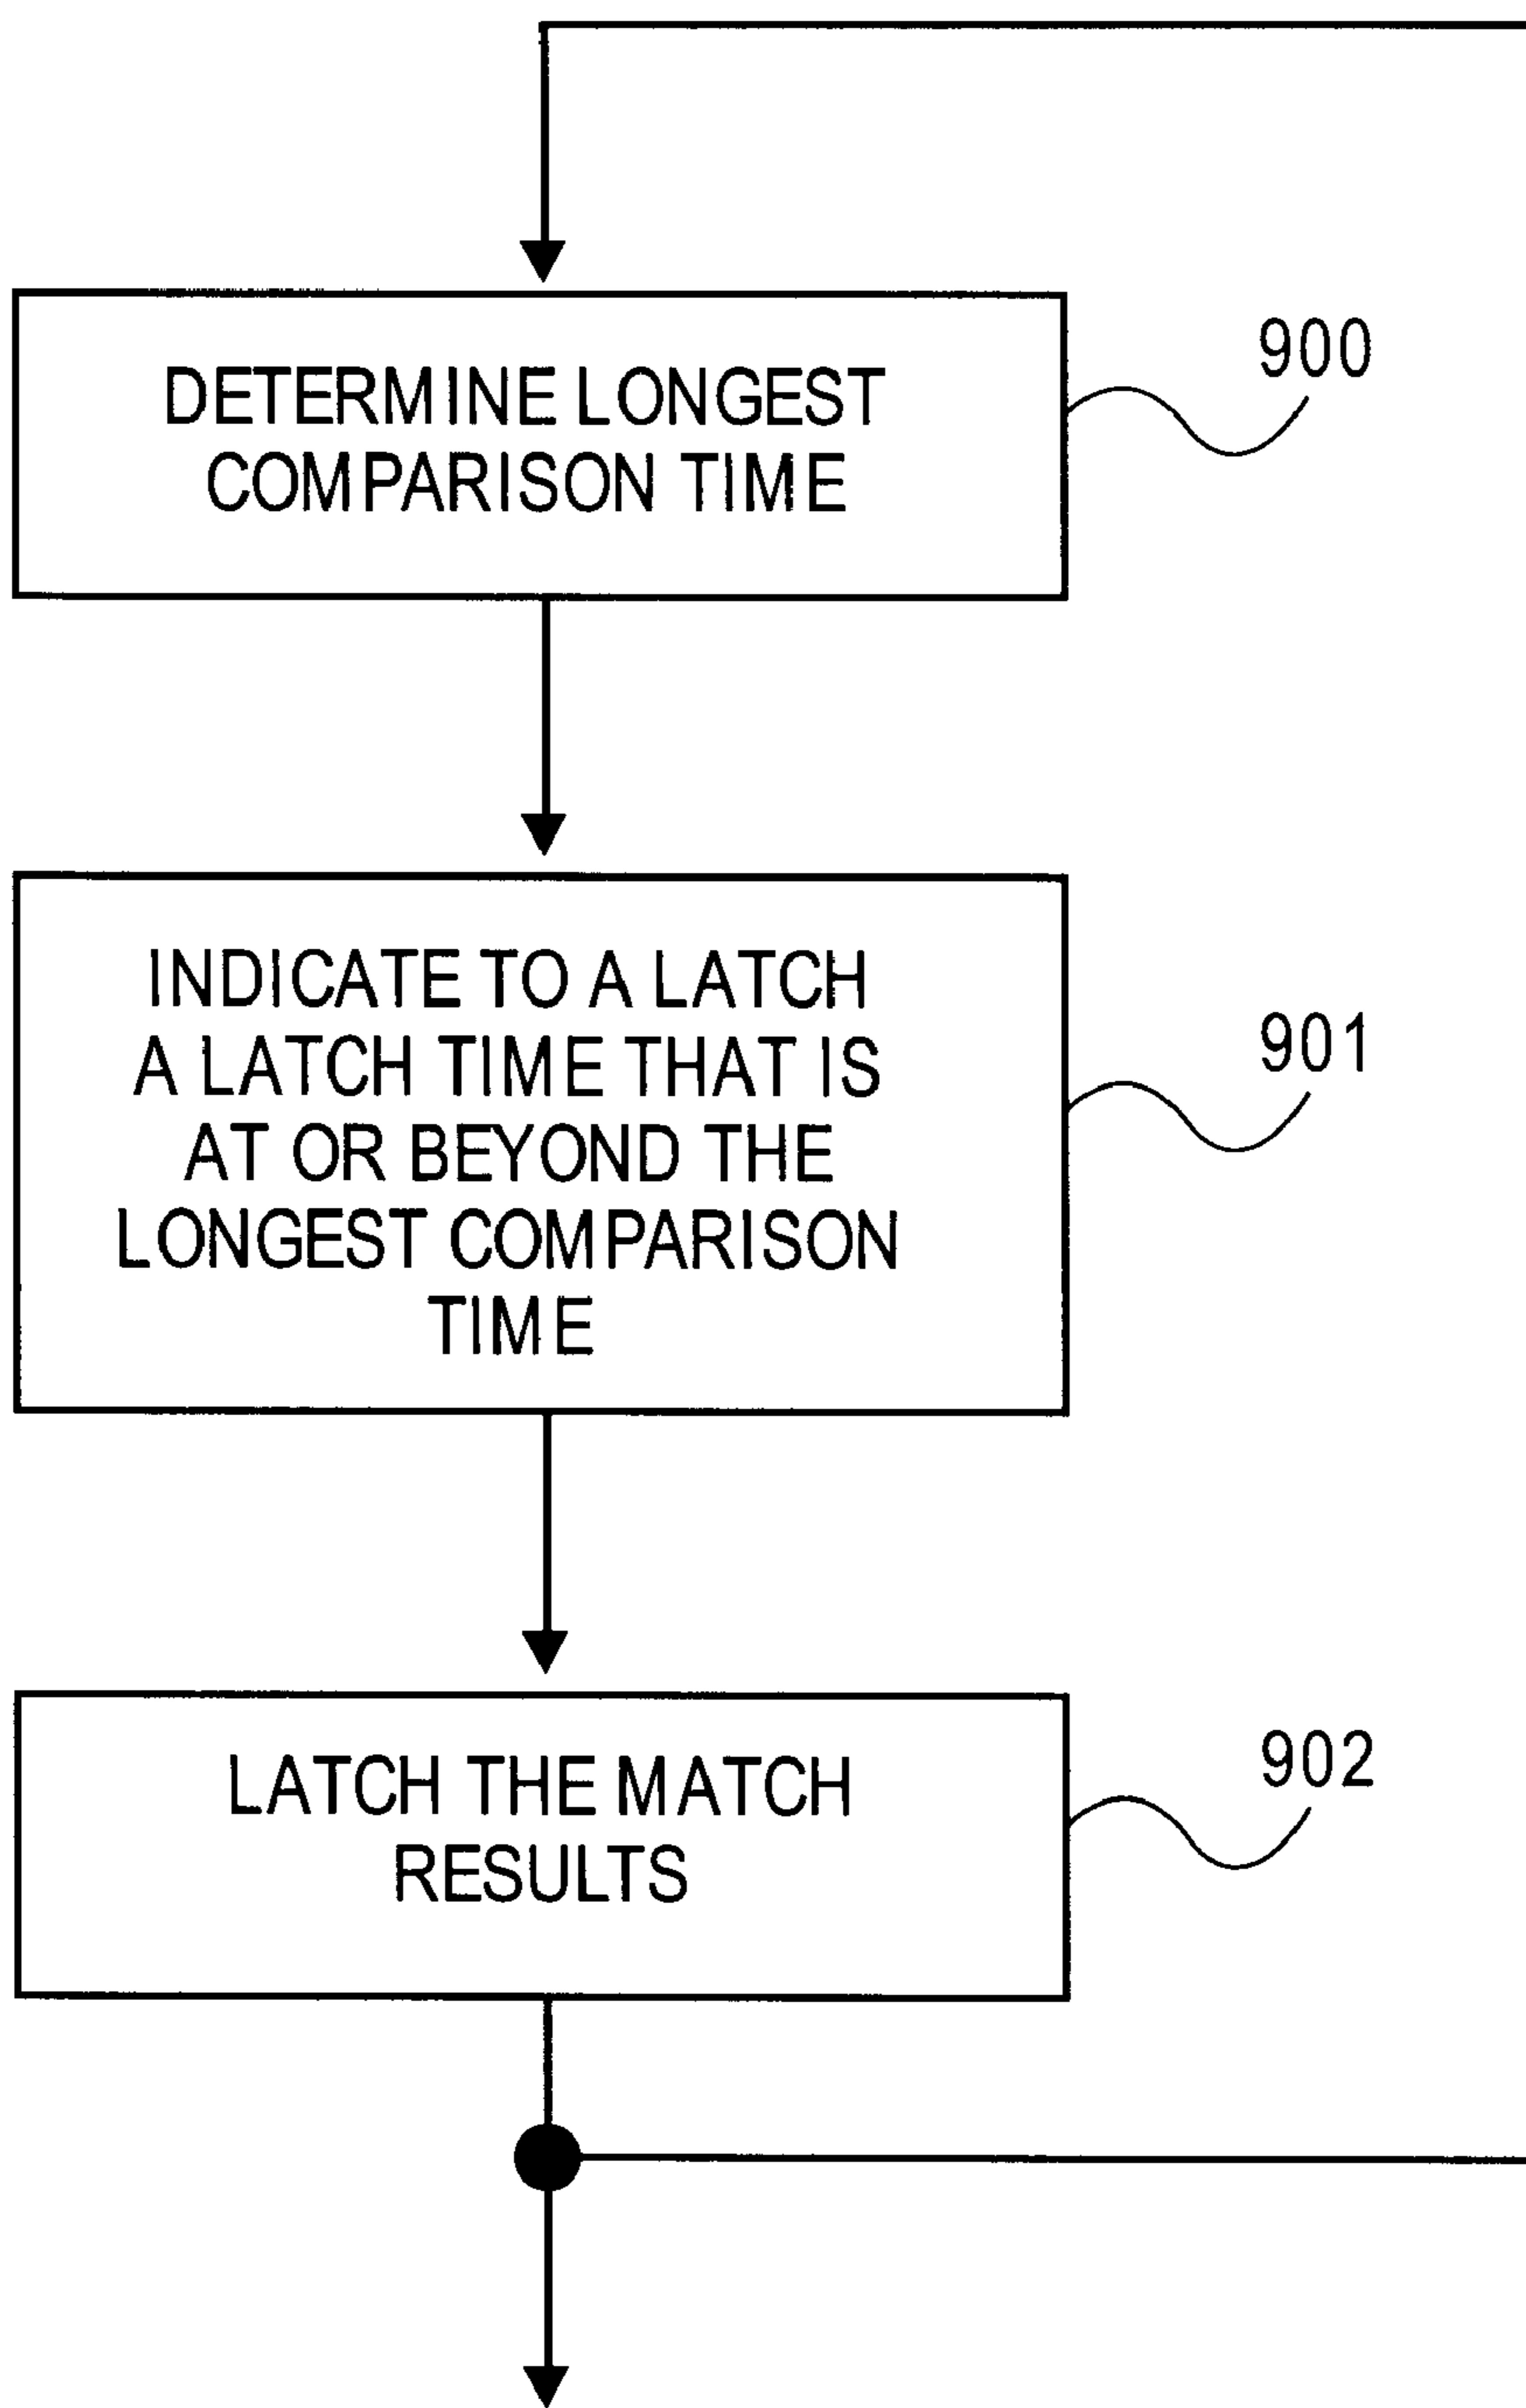 DETERMINE LONGEST
COMPARISON TIME
900
INDICATE TO A LATCH
A LATCH TIME THAT IS
AT OR BEYOND THE
LONGEST COMPARISON
TIME
901
LATCH THE MATCH
RESULTS
902